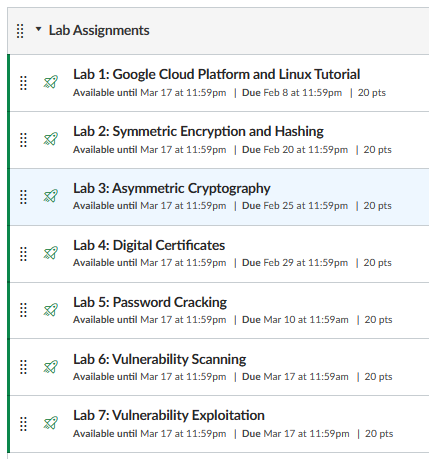 Lab Assignments
Lab 1: Google Cloud Platform and Linux Tutorial
Available until Mar 17 at 11:59pm | Due Feb 8 at 11:59pm | 20 pts
Lab 2: Symmetric Encryption and Hashing
Available until Mar 17 at 11:59pm | Due Feb 20 at 11:59pm | 20 pts
Lab 3: Asymmetric Cryptography
Available until Mar 17 at 11:59pm | Due Feb 25 at 11:59pm | 20 pts
Lab 4: Digital Certificates
Available until Mar 17 at 11:59pm | Due Feb 29 at 11:59pm | 20 pts
Lab 5: Password Cracking
Available until Mar 17 at 11:59pm | Due Mar 10 at 11:59am | 20 pts
Lab 6: Vulnerability Scanning
Available until Mar 17 at 11:59pm | Due Mar 17 at 11:59am | 20 pts
Lab 7: Vulnerability Exploitation
Available until Mar 17 at 11:59pm | Due Mar 17 at 11:59am | 20 pts